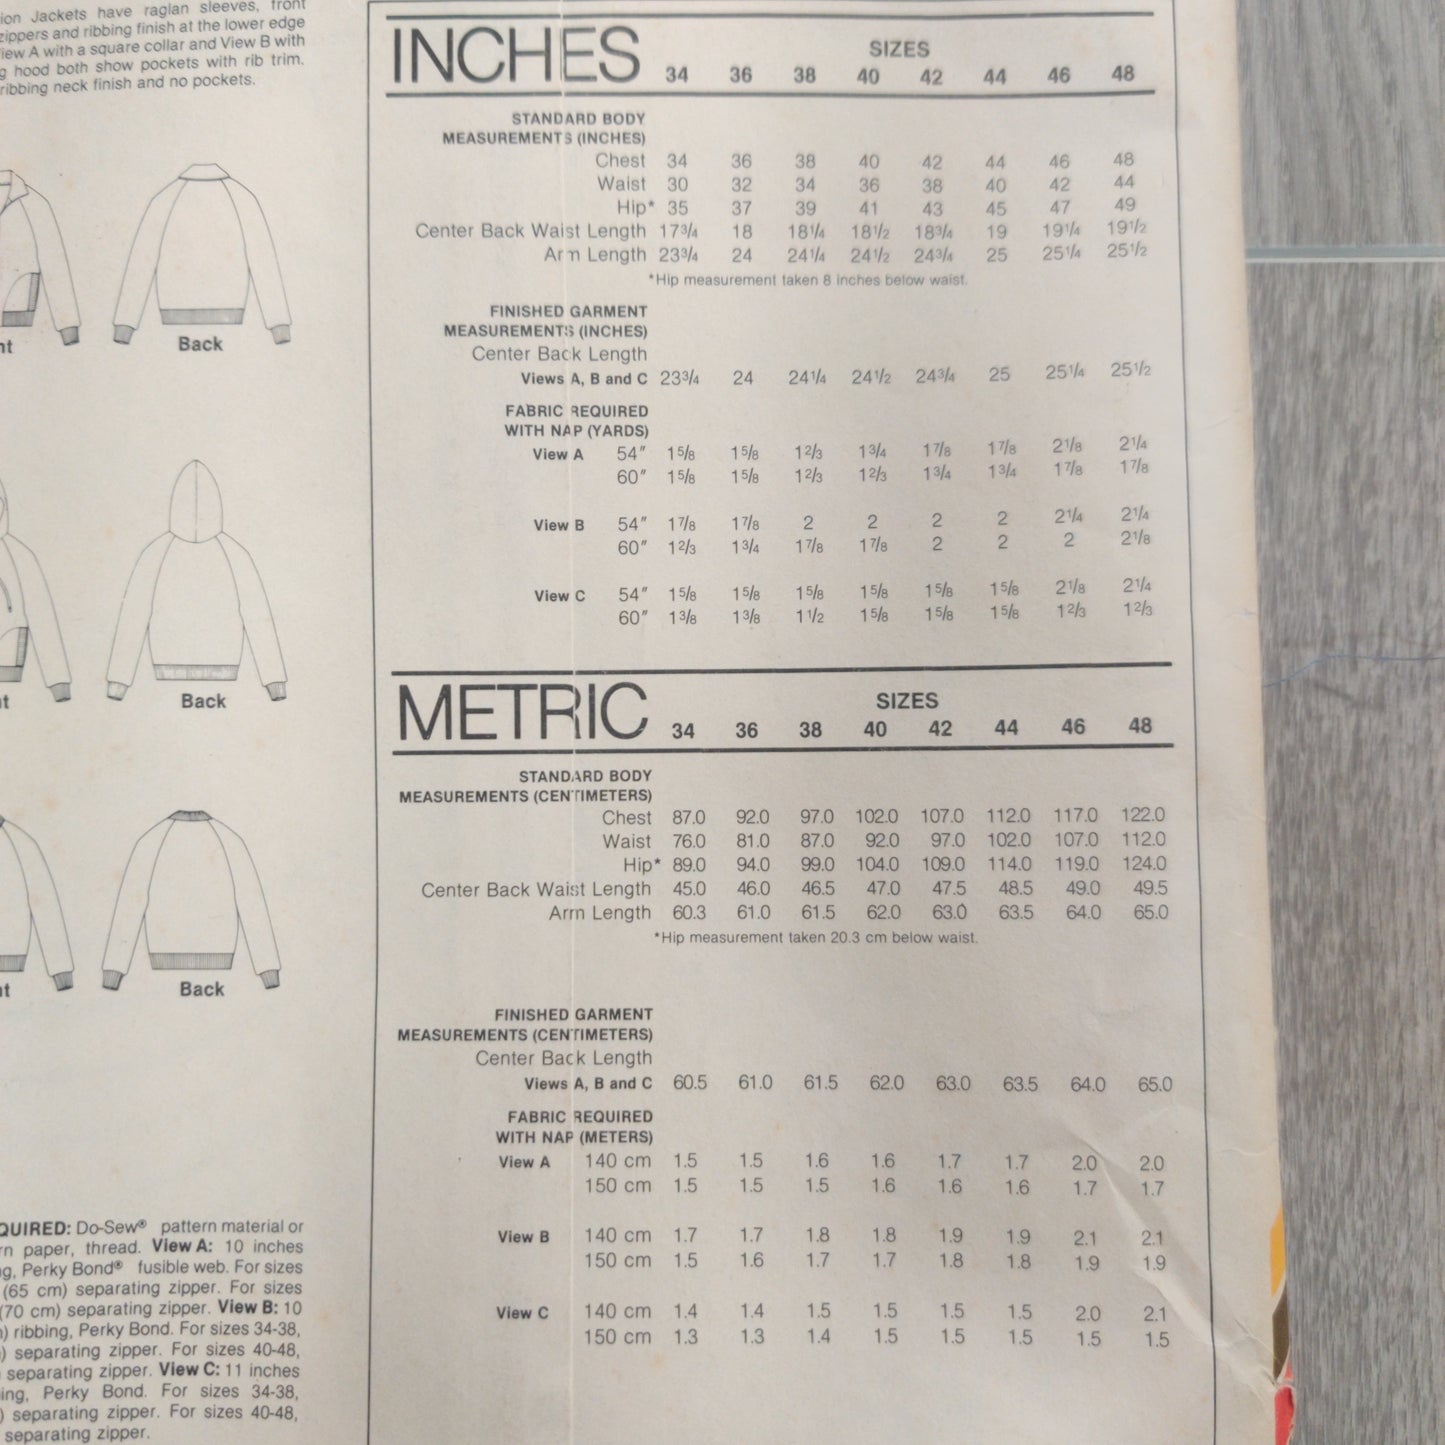 ion Jackets have raglan sleeves, front
zippers and ribbing finish at the lower edge
View A with a square collar and View B with
g hood both show pockets with rib trim.
ribbing neck finish and no pockets.
Back
Back
Back
QUIRED: Do-Sew® pattern material or
rn paper, thread. View A: 10 inches
ng, Perky Bond® fusible web. For sizes
(65 cm) separating zipper. For sizes
(70 cm) separating zipper. View B: 10
) ribbing, Perky Bond. For sizes 34-38,
) separating zipper. For sizes 40-48,
separating zipper. View C: 11 inches
ing, Perky Bond. For sizes 34-38,
) separating zipper. For sizes 40-48,
separating zipper.
INCHES SIZES
34 36 38 40 42 44 46 48
STANDARD BODY
MEASUREMENTS (INCHES)
Chest 34 36 38 40 42 44 46 48
Waist 30 32 34 36 38 40 42 44
Hip* 35 37 39 41 43 45 47 49
Center Back Waist Length 17¾ 18 18¼ 18½ 18¾ 19 19¼ 19½
Arm Length 23¾ 24 24¼ 24½ 24¾ 25 25¼ 25½
*Hip measurement taken 8 inches below waist.
FINISHED GARMENT
MEASUREMENTS (INCHES)
Center Back Length
Views A, B and C 23¾ 24 24¼ 24½ 24¾ 25 25¼ 25½
FABRIC REQUIRED
WITH NAP (YARDS)
View A 54″ 1⅝ 1⅝ 1⅔ 1¾ 1⅞ 1⅞ 2⅛ 2¼
60″ 1⅝ 1⅝ 1⅔ 1⅔ 1¾ 1¾ 1⅞ 1⅞
View B 54″ 1⅞ 1⅞ 2 2 2 2 2¼ 2¼
60″ 1⅔ 1¾ 1⅞ 1⅞ 2 2 2 2⅛
View C 54″ 1⅝ 1⅝ 1⅝ 1⅝ 1⅝ 1⅝ 2⅛ 2¼
60″ 1⅜ 1⅜ 1½ 1⅝ 1⅝ 1⅝ 1⅔ 1⅔
METRIC SIZES
34 36 38 40 42 44 46 48
STANDARD BODY
MEASUREMENTS (CENTIMETERS)
Chest 87.0 92.0 97.0 102.0 107.0 112.0 117.0 122.0
Waist 76.0 81.0 87.0 92.0 97.0 102.0 107.0 112.0
Hip* 89.0 94.0 99.0 104.0 109.0 114.0 119.0 124.0
Center Back Waist Length 45.0 46.0 46.5 47.0 47.5 48.5 49.0 49.5
Arm Length 60.3 61.0 61.5 62.0 63.0 63.5 64.0 65.0
*Hip measurement taken 20.3 cm below waist.
FINISHED GARMENT
MEASUREMENTS (CENTIMETERS)
Center Back Length
Views A, B and C 60.5 61.0 61.5 62.0 63.0 63.5 64.0 65.0
FABRIC REQUIRED
WITH NAP (METERS)
View A 140 cm 1.5 1.5 1.6 1.6 1.7 1.7 2.0 2.0
150 cm 1.5 1.5 1.5 1.6 1.6 1.6 1.7 1.7
View B 140 cm 1.7 1.7 1.8 1.8 1.9 1.9 2.1 2.1
150 cm 1.5 1.6 1.7 1.7 1.8 1.8 1.9 1.9
View C 140 cm 1.4 1.4 1.5 1.5 1.5 1.5 2.0 2.1
150 cm 1.3 1.3 1.4 1.5 1.5 1.5 1.5 1.5